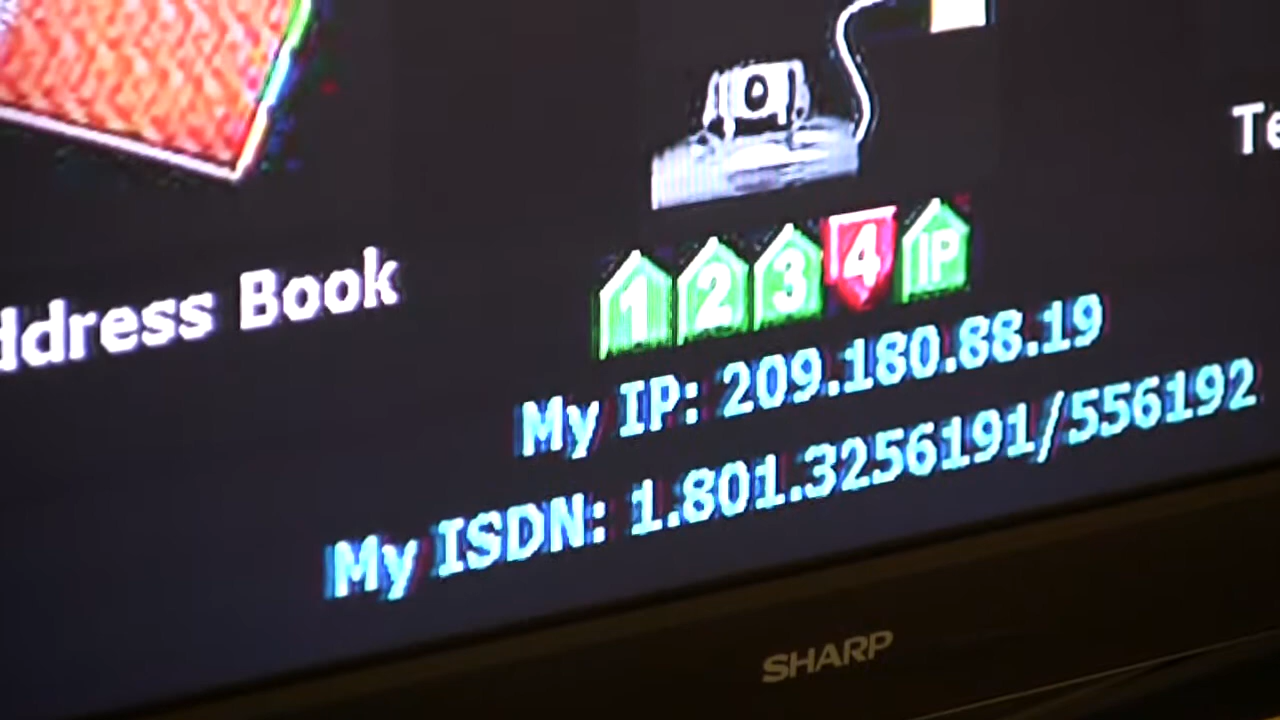 Te
ddress Book
1 2 3 4 IP
My IP: 209.180.88.19
My ISDN: 1.801.3256191/556192
SHARP